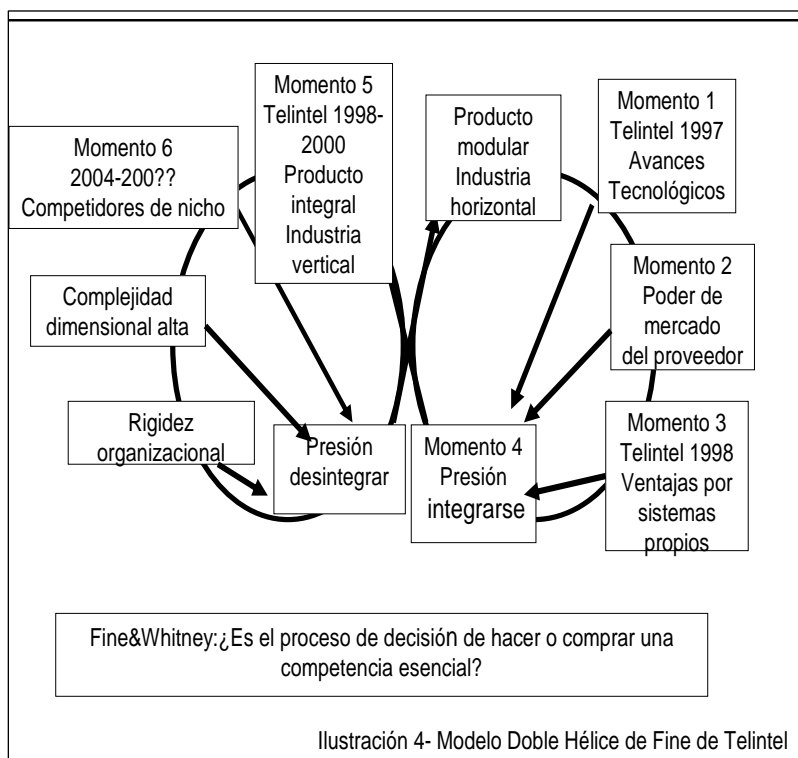 Momento 5
Telintel 1998-
2000
Producto
integral
Industria
vertical
Producto
modular
Industria
horizontal
Momento 1
Telintel 1997
Avances
Tecnológicos
Momento 6
2004-200??
Competidores de nicho
Momento 2
Poder de
mercado
del proveedor
Complejidad
dimensional alta
Rigidez
organizacional
Presión
desintegrar
Momento 4
Presión
integrarse
Momento 3
Telintel 1998
Ventajas por
sistemas
propios
Fine&Whitney:¿Es el proceso de decisión de hacer o comprar una
competencia esencial?
Ilustración 4- Modelo Doble Hélice de Fine de Telintel